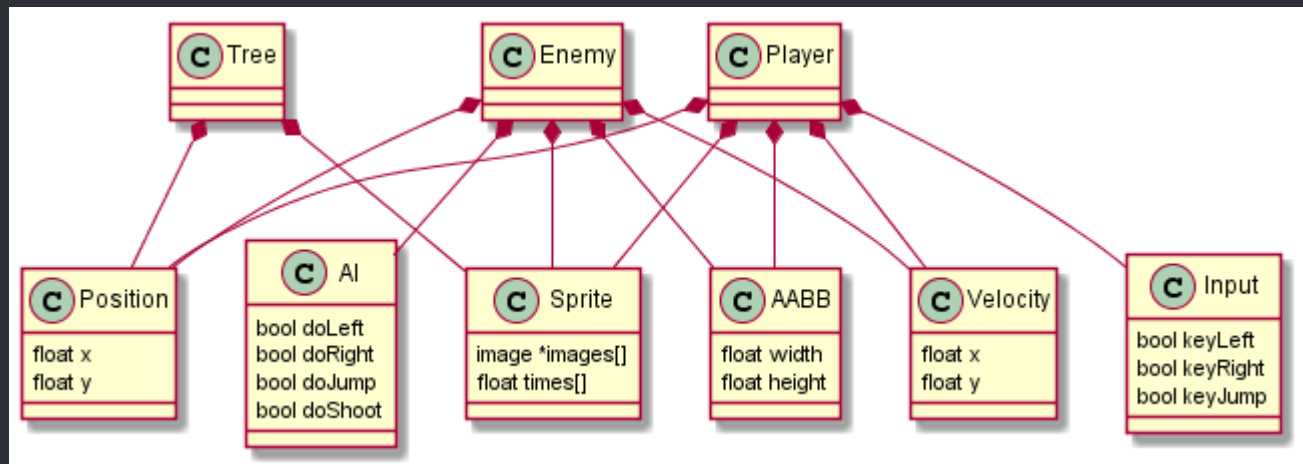 C Tree
C Enemy
C Player
C Position
float x
float y
C AI
bool doLeft
bool doRight
bool doJump
bool doShoot
C Sprite
image *images[]
float times[]
C AABB
float width
float height
C Velocity
float x
float y
C Input
bool keyLeft
bool keyRight
bool keyJump